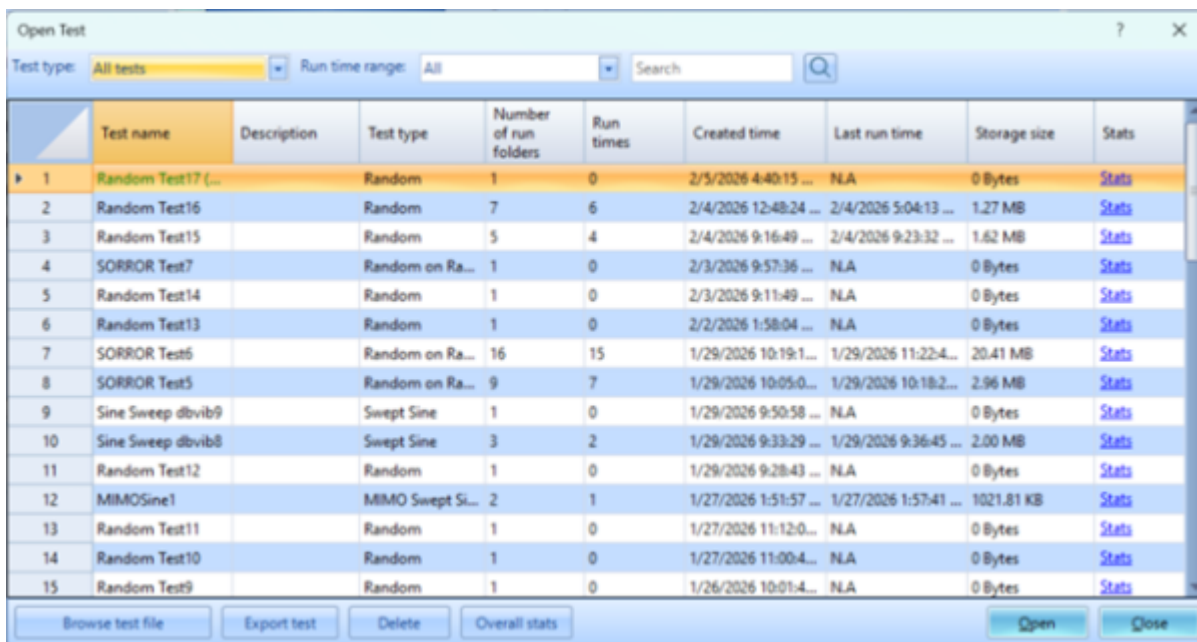 Open Test ?
Test type: All tests Run time range: All Search
Test name Description Test type Number of run folders Run times Created time Last run time Storage size Stats
1 Random Test17 (... Random 1 0 2/5/2026 4:40:15 ... N.A 0 Bytes Stats
2 Random Test16 Random 7 6 2/4/2026 12:48:24 ... 2/4/2026 5:04:13 ... 1.27 MB Stats
3 Random Test15 Random 5 4 2/4/2026 9:16:49 ... 2/4/2026 9:23:32 ... 1.62 MB Stats
4 SORROR Test7 Random on Ra... 1 0 2/3/2026 9:57:36 ... N.A 0 Bytes Stats
5 Random Test14 Random 1 0 2/3/2026 9:11:49 ... N.A 0 Bytes Stats
6 Random Test13 Random 1 0 2/2/2026 1:58:04 ... N.A 0 Bytes Stats
7 SORROR Test6 Random on Ra... 16 15 1/29/2026 10:19:1... 1/29/2026 11:22:4... 20.41 MB Stats
8 SORROR Test5 Random on Ra... 9 7 1/29/2026 10:05:0... 1/29/2026 10:18:2... 2.96 MB Stats
9 Sine Sweep dbvib9 Swept Sine 1 0 1/29/2026 9:50:58 ... N.A 0 Bytes Stats
10 Sine Sweep dbvib8 Swept Sine 3 2 1/29/2026 9:33:29 ... 1/29/2026 9:36:45 ... 2.00 MB Stats
11 Random Test12 Random 1 0 1/29/2026 9:28:43 ... N.A 0 Bytes Stats
12 MIMOSine1 MIMO Swept Si... 2 1 1/27/2026 1:51:57 ... 1/27/2026 1:57:41 ... 1021.81 KB Stats
13 Random Test11 Random 1 0 1/27/2026 11:12:0... N.A 0 Bytes Stats
14 Random Test10 Random 1 0 1/27/2026 11:00:4... N.A 0 Bytes Stats
15 Random Test9 Random 1 0 1/26/2026 10:01:4... N.A 0 Bytes Stats
Browse test file Export test Delete Overall stats Open Close